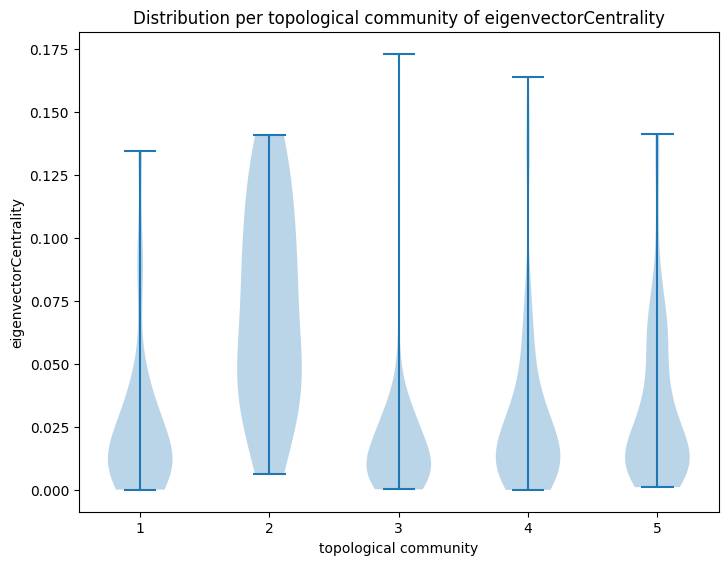 Distribution per topological community of eigenvectorCentrality
0.175
0.150
0.125
0.100
0.075
0.050
0.025
0.000
eigenvectorCentrality
1 2 3 4 5
topological community